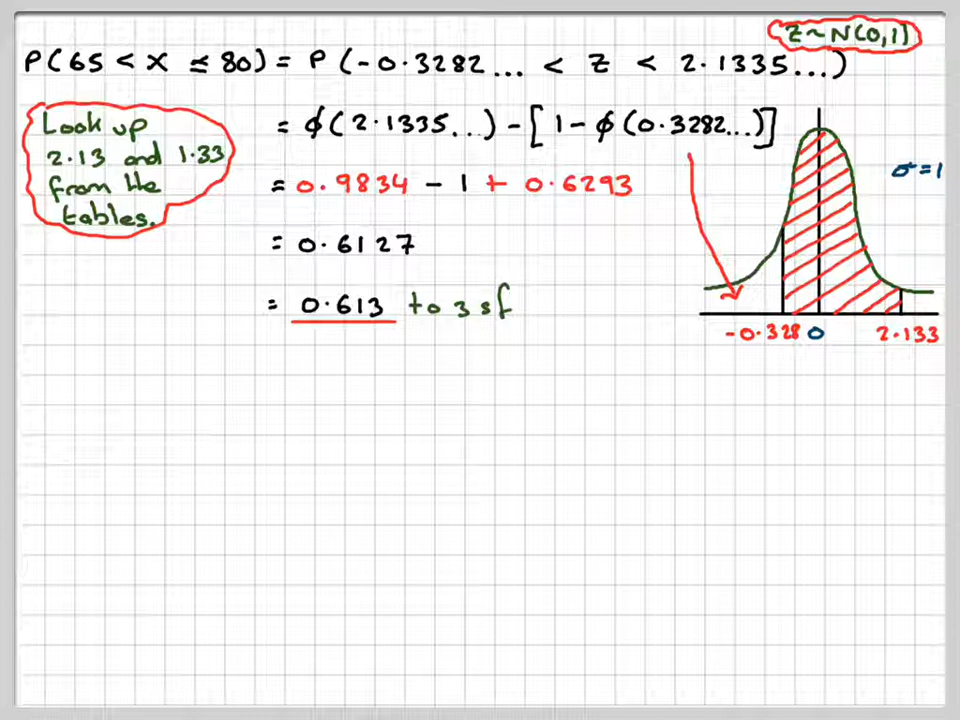 Z ~ N(0,1)
P(65 < X ≤ 80) = P(-0.3282... < Z < 2.1335...)
Look up
2.13 and 1.33
from the
tables.
= φ(2.1335...) - [1 - φ(0.3282...)]
= 0.9834 - 1 + 0.6293
= 0.6127
= 0.613 to 3 sf
σ = 1
-0.328 0 2.133